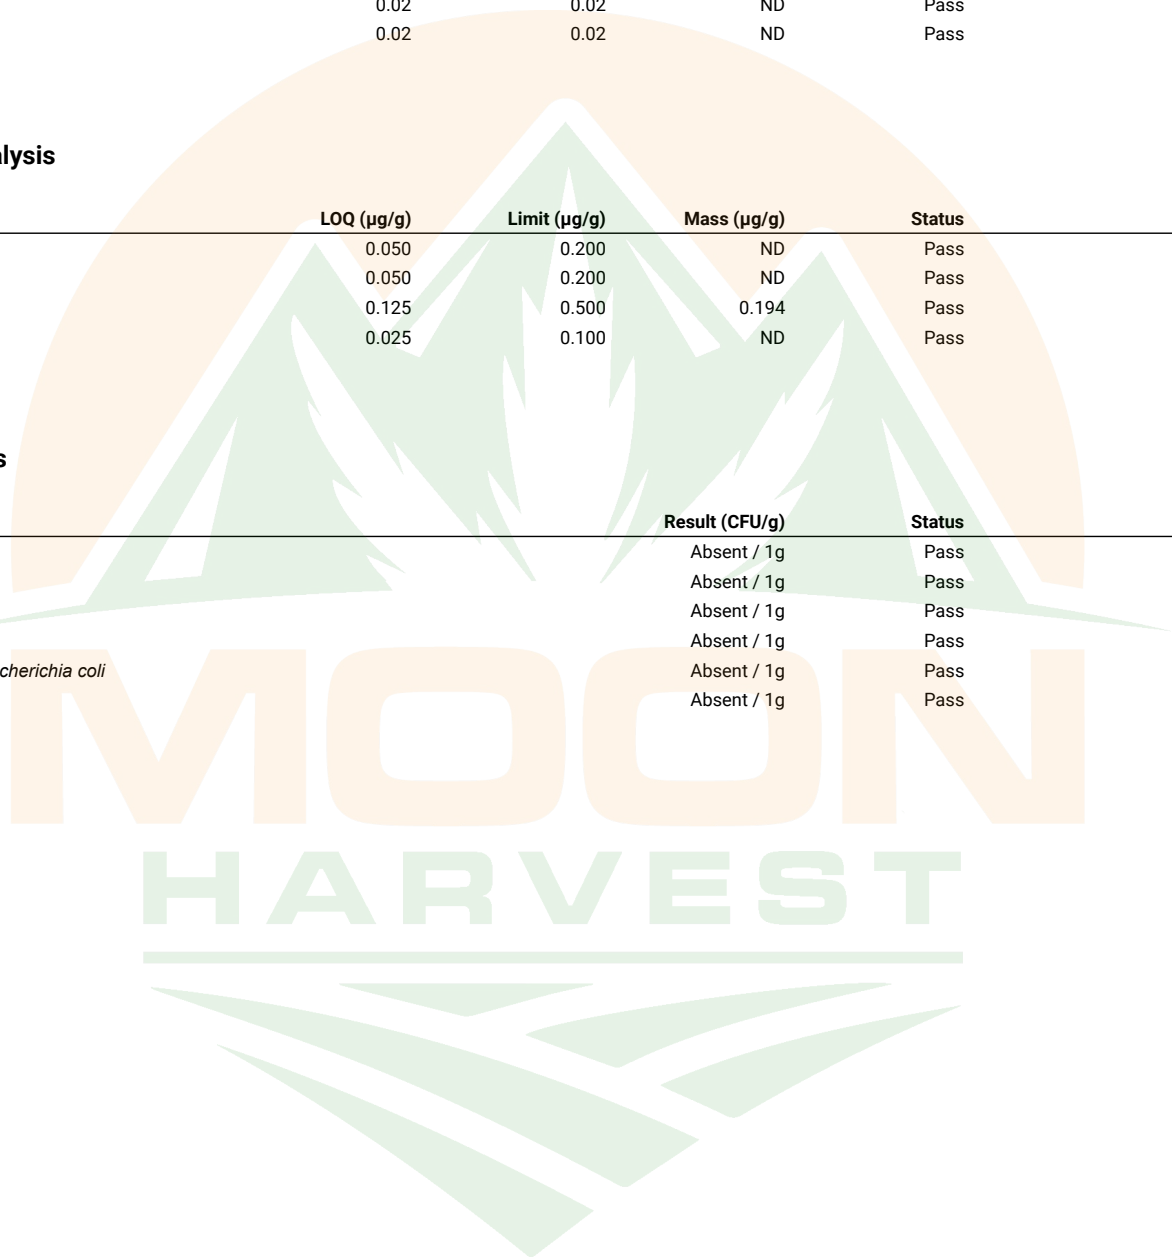 0.02 0.02 ND Pass
0.02 0.02 ND Pass
alysis
LOQ (µg/g) Limit (µg/g) Mass (µg/g) Status
0.050 0.200 ND Pass
0.050 0.200 ND Pass
0.125 0.500 0.194 Pass
0.025 0.100 ND Pass
s
Result (CFU/g) Status
Absent / 1g Pass
Absent / 1g Pass
Absent / 1g Pass
Absent / 1g Pass
cherichia coli Absent / 1g Pass
Absent / 1g Pass
MOON
HARVEST